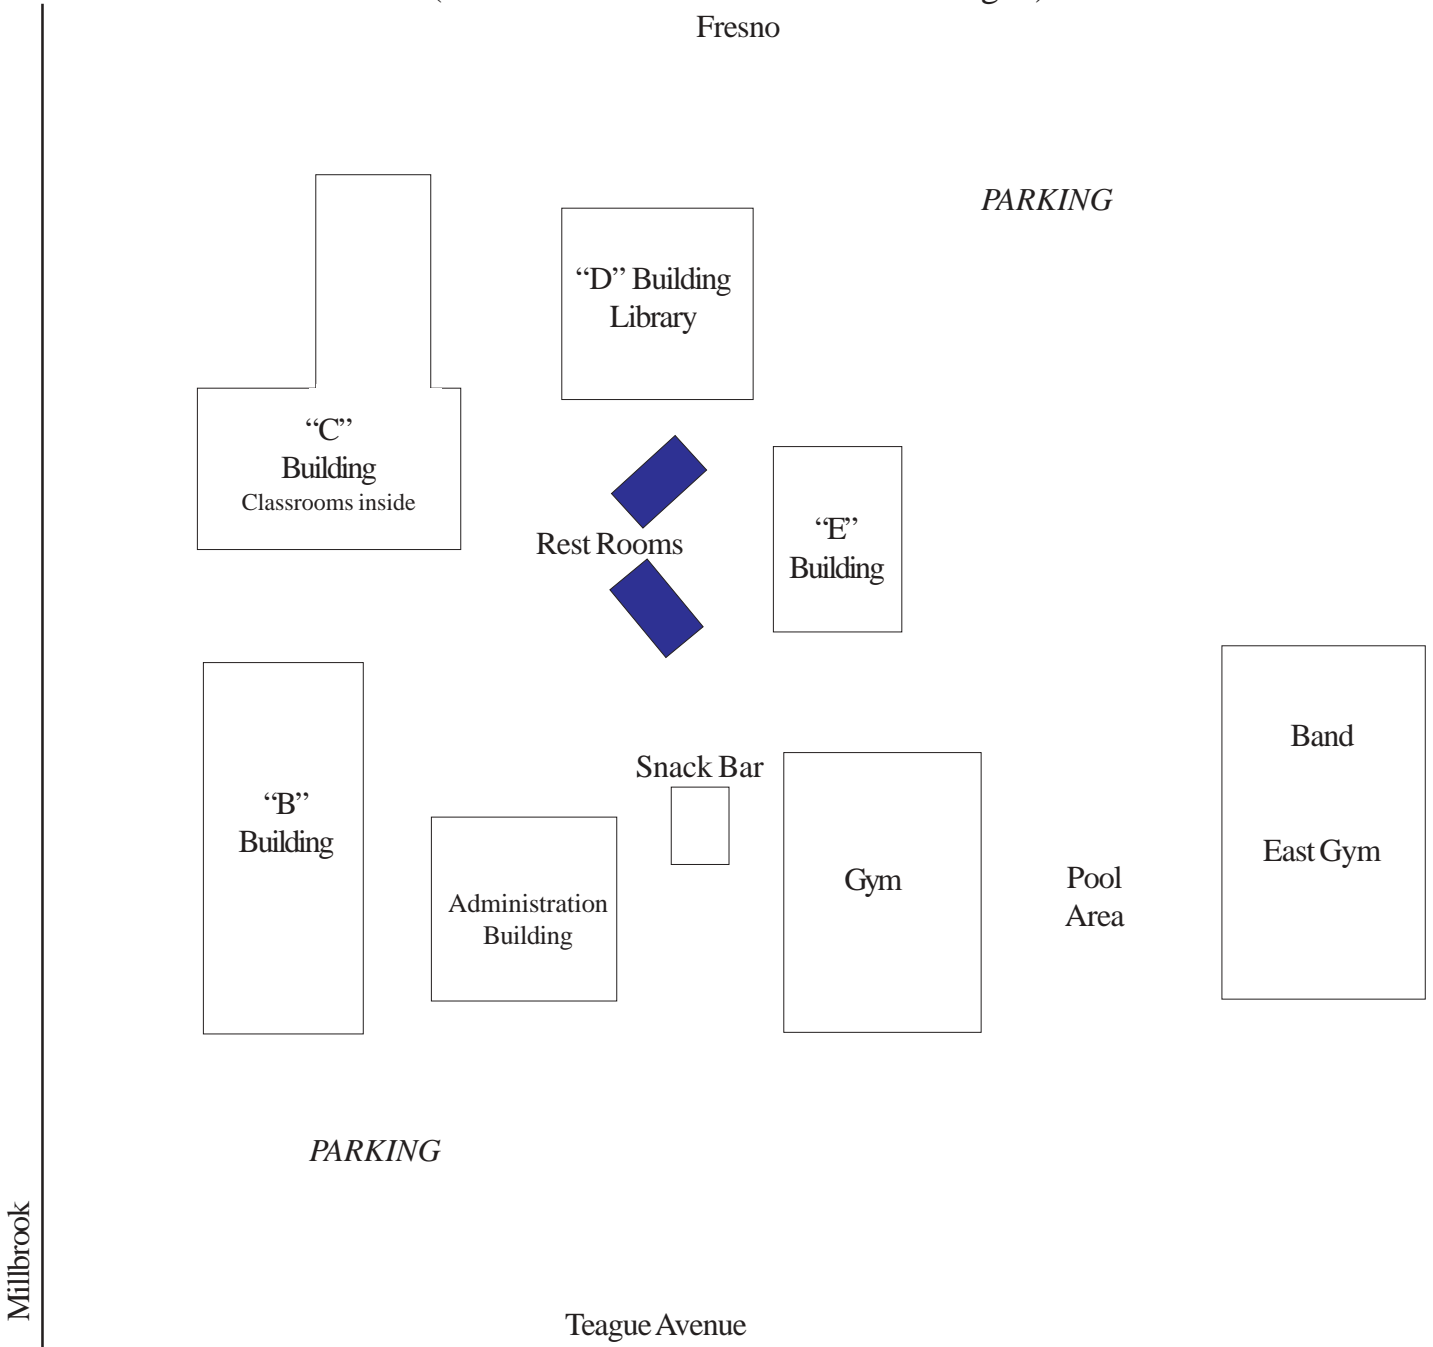 Fresno
PARKING
“D” Building
Library
“C”
Building
Classrooms inside
Rest Rooms
“E”
Building
Band
East Gym
Snack Bar
“B”
Building
Administration
Building
Gym
Pool
Area
PARKING
Millbrook
Teague Avenue